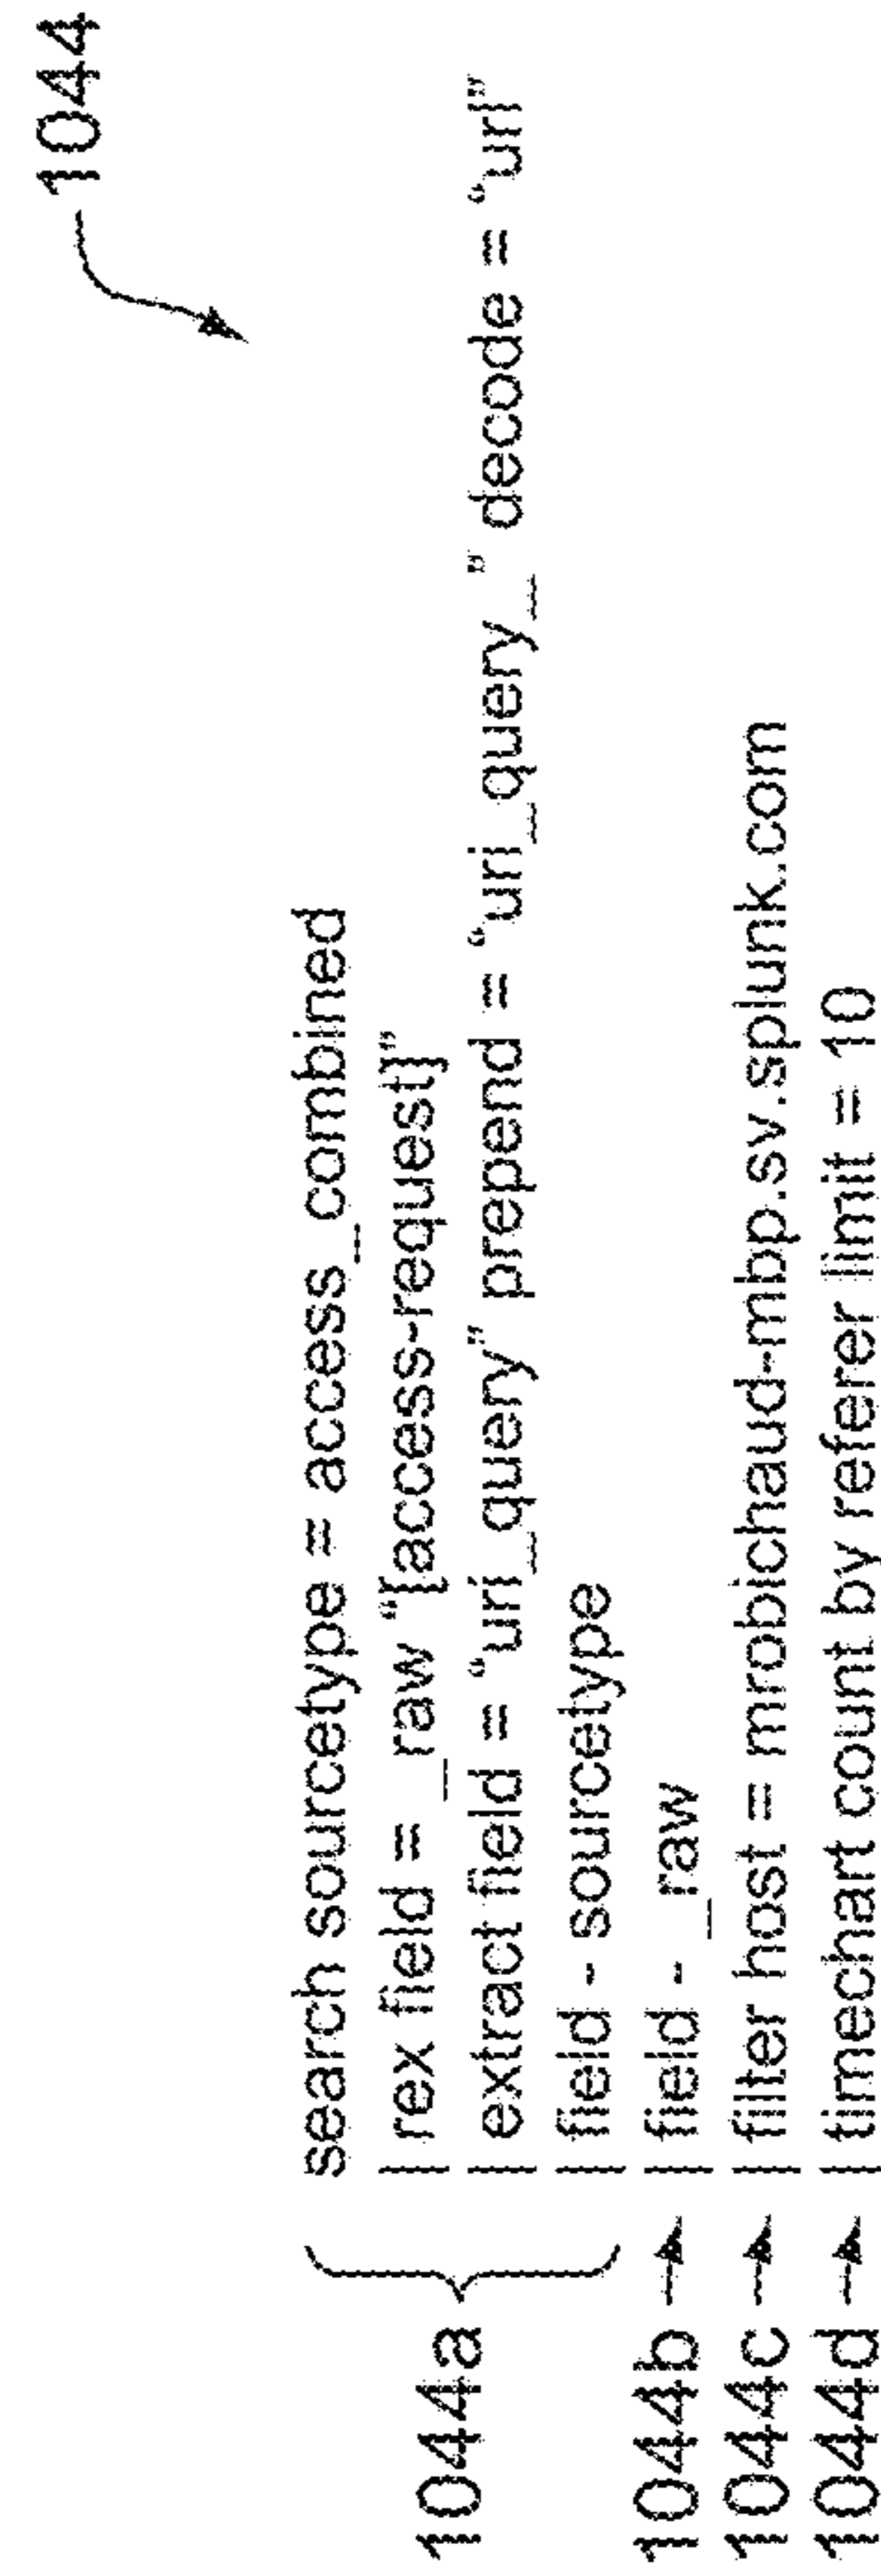 1044
search sourcetype = access_combined
| rex field = _raw “[access-request]”
| extract field = “uri_query” prepend = “uri_query_” decode = “url”
| field - sourcetype
1044a
1044b | field - _raw
1044c | filter host = mrobichaud-mbp.sv.splunk.com
1044d | timechart count by referer limit = 10